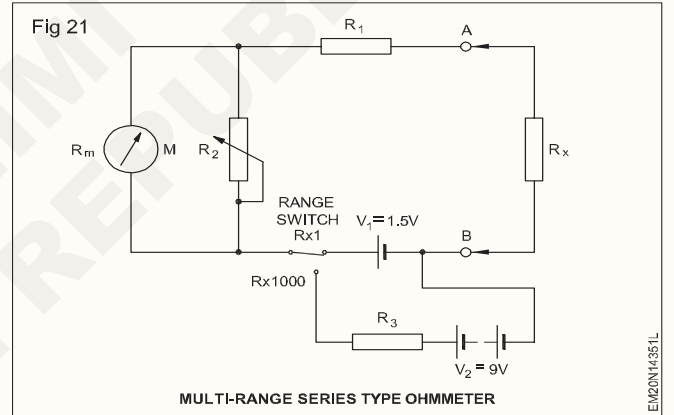 Fig 21
R1
A
Rm
M
R2
Rx
RANGE
SWITCH
Rx1
V1=1.5V
B
Rx1000
R3
V2=9V
MULTI-RANGE SERIES TYPE OHMMETER
EM20N14351L